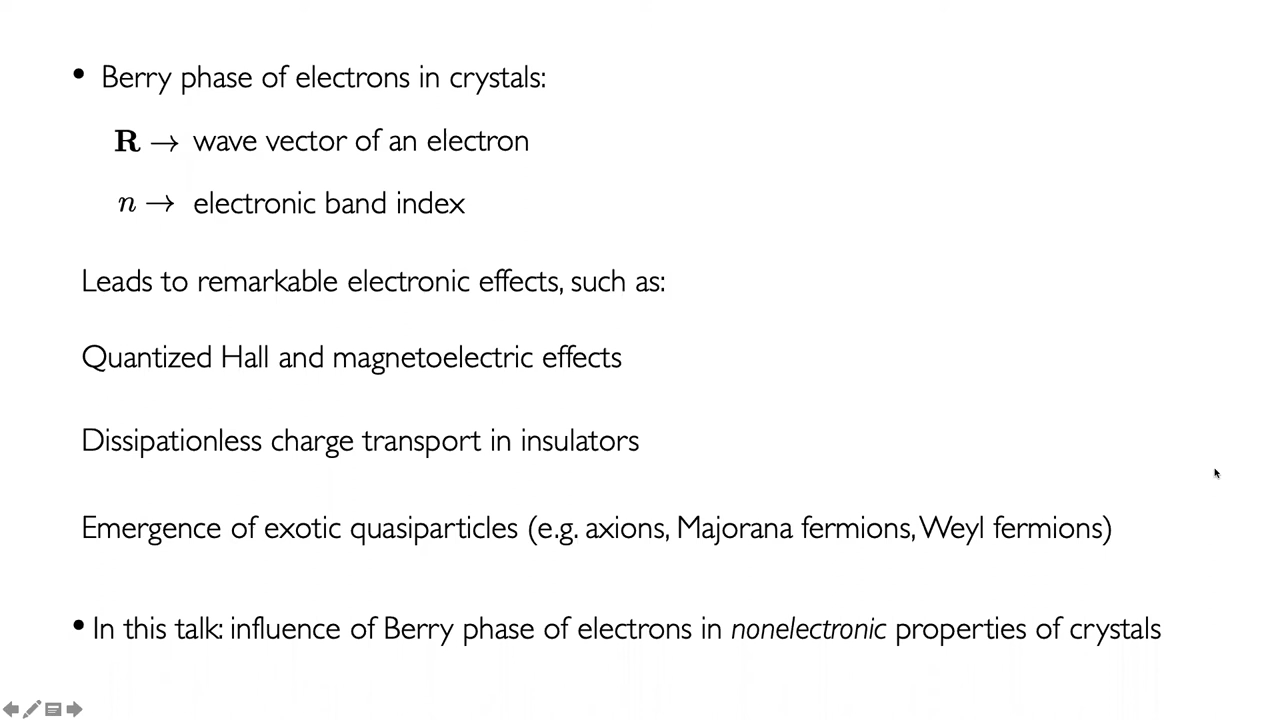 • Berry phase of electrons in crystals:
R → wave vector of an electron
n → electronic band index
Leads to remarkable electronic effects, such as:
Quantized Hall and magnetoelectric effects
Dissipationless charge transport in insulators
Emergence of exotic quasiparticles (e.g. axions, Majorana fermions, Weyl fermions)
• In this talk: influence of Berry phase of electrons in nonelectronic properties of crystals